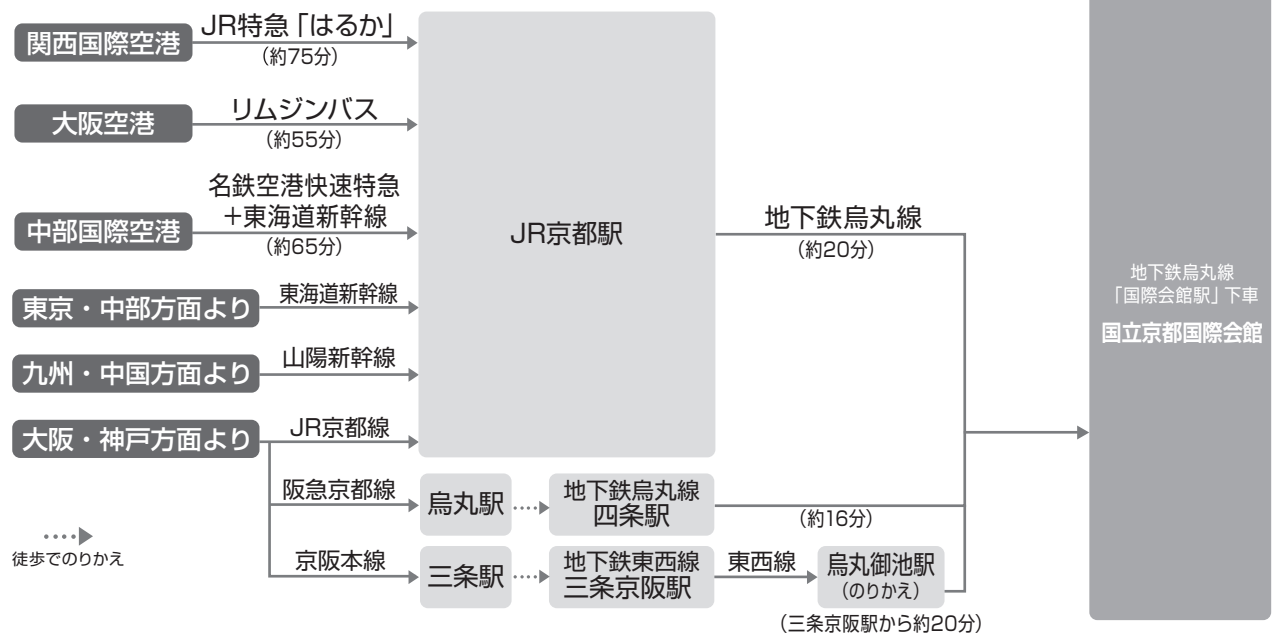 関西国際空港
JR特急「はるか」
（約75分）
大阪空港
リムジンバス
（約55分）
中部国際空港
名鉄空港快速特急
＋東海道新幹線
（約65分）
東京・中部方面より
東海道新幹線
九州・中国方面より
山陽新幹線
大阪・神戸方面より
JR京都線
JR京都駅
地下鉄烏丸線
（約20分）
阪急京都線
烏丸駅
地下鉄烏丸線
四条駅
（約16分）
京阪本線
三条駅
地下鉄東西線
三条京阪駅
東西線
烏丸御池駅
（のりかえ）
（三条京阪駅から約20分）
徒歩でのりかえ
地下鉄烏丸線
「国際会館駅」下車
国立京都国際会館